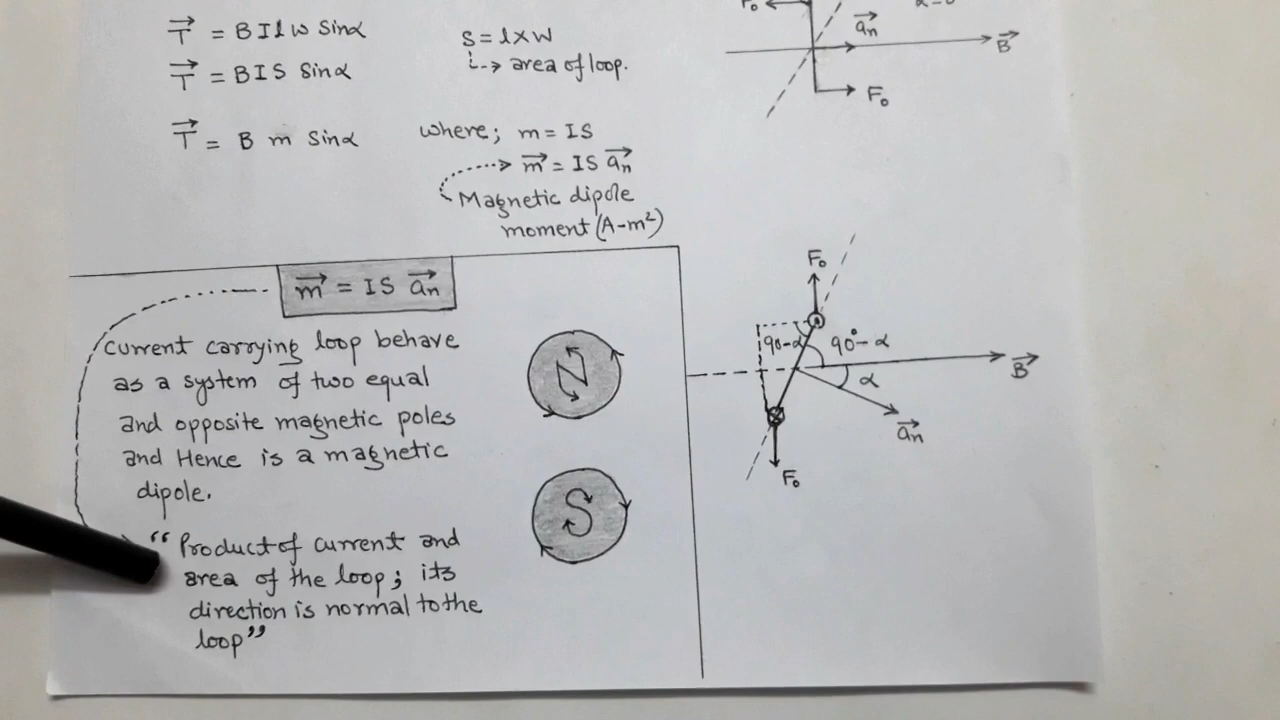 T = B I l w Sinα
T = B I S Sinα
T = B m Sinα
S = l x w
area of loop.
where; m = IS
m = IS an
Magnetic dipole
moment (A-m²)
F₀
an
B
F₀
m = IS an
Current carrying loop behave
as a system of two equal
and opposite magnetic poles
and Hence is a magnetic
dipole.
"Product of current and
area of the loop; its
direction is normal to the
loop"
N
S
F₀
90-α
90°-α
B
α
an
F₀